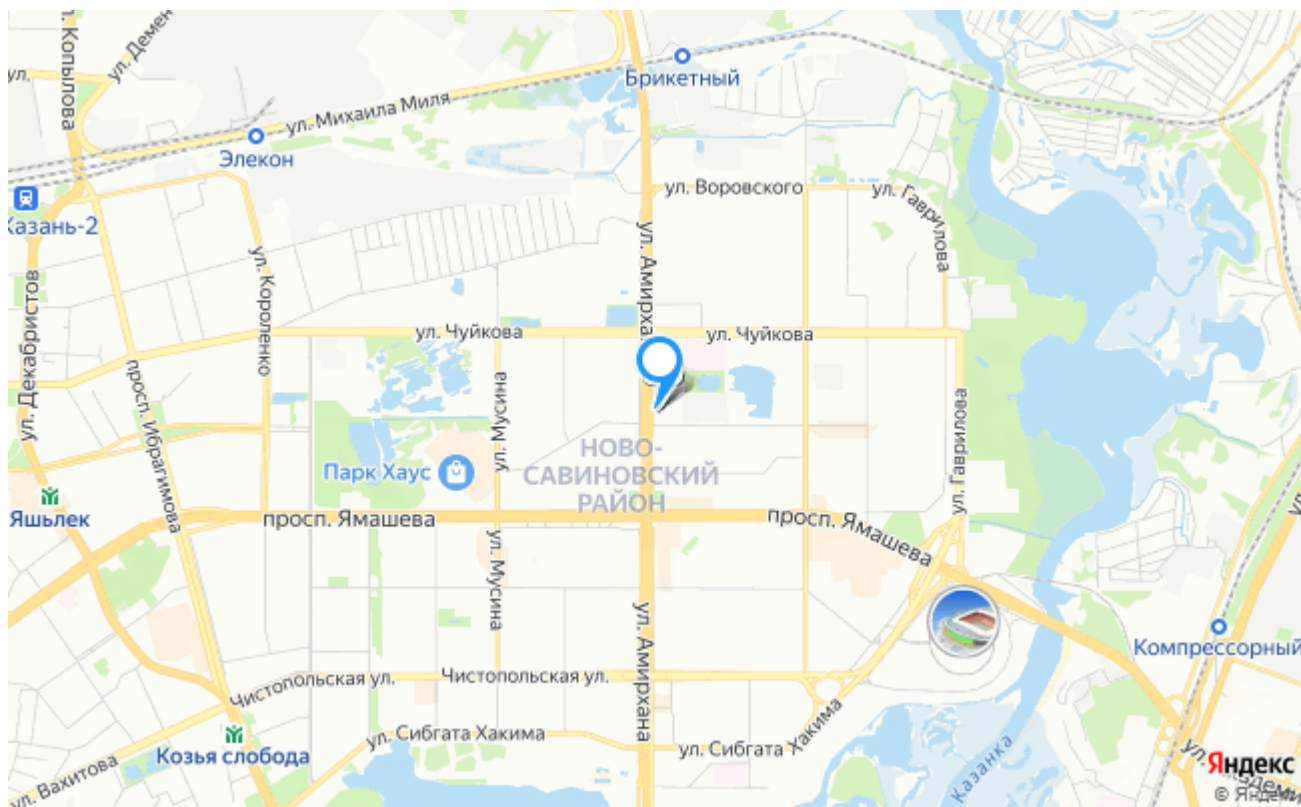 ул. Копылова
ул. Демен
ул.
Брикетный
ул. Михаила Миля
Элекон
ул. Воровского
ул. Гаврилова
Казань-2
ул. Амирха
ул. Короленко
ул. Декабристов
ул. Чуйкова
ул. Чуйкова
просп. Ибрагимова
ул. Мусина
ул. Гаврилова
НОВО-
САВИНОВСКИЙ
РАЙОН
Парк Хаус
Яшьлек
просп. Ямашева
просп. Ямашева
ул. Мусина
ул. Амирхана
Компрессорный
Чистопольская ул.
Чистопольская ул.
ул. Сибгата Хакима
ул. Сибгата Хакима
Козья слобода
ул. Вахитова
Казанка
Яндекс